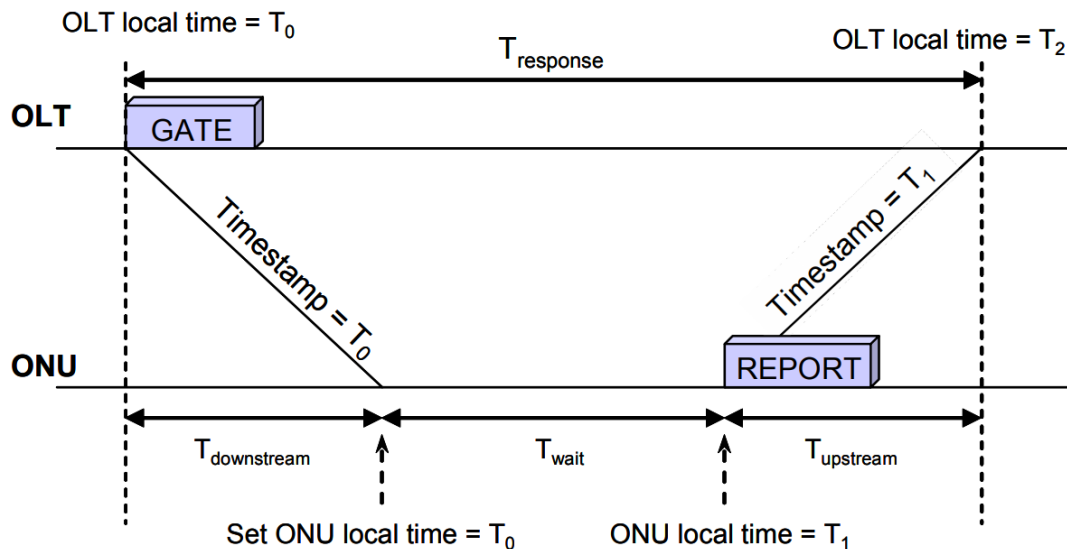 OLT local time = T0
OLT local time = T2
Tresponse
OLT
GATE
Timestamp = T0
Timestamp = T1
ONU
REPORT
Tdownstream
Twait
Tupstream
Set ONU local time = T0
ONU local time = T1